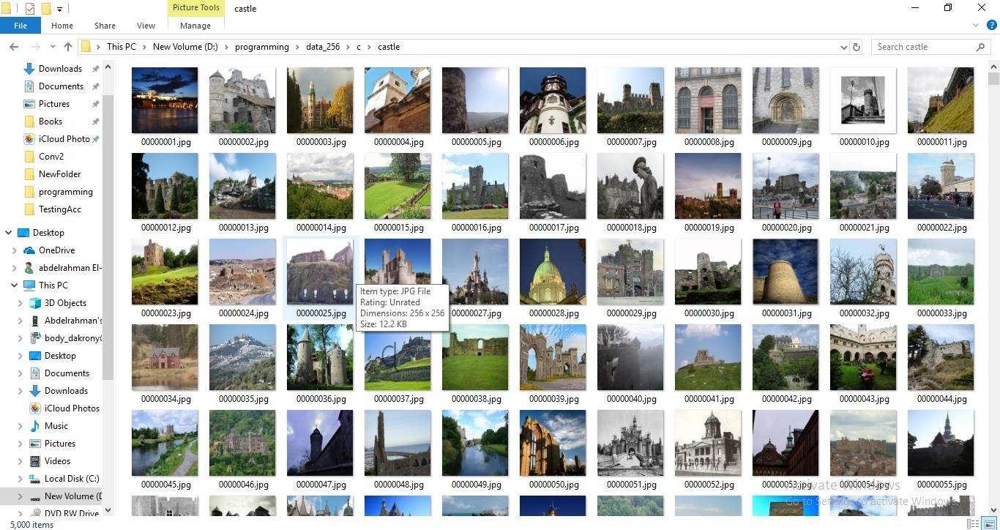 Picture Tools
castle
File
Home
Share
View
Manage
This PC
New Volume (D:)
programming
data_256
c
castle
Search castle
Downloads
Documents
Pictures
Books
iCloud Photo
Conv2
NewFolder
programming
TestingAcc
Desktop
OneDrive
abdelrahman El-
This PC
3D Objects
Abdelrahman's
body_dakrony(
Desktop
Documents
Downloads
iCloud Photos
Music
Pictures
Videos
Local Disk (C:)
New Volume (D
DVD RW Drive
00000001.jpg
00000002.jpg
00000003.jpg
00000004.jpg
00000005.jpg
00000006.jpg
00000007.jpg
00000008.jpg
00000009.jpg
00000010.jpg
00000011.jpg
00000012.jpg
00000013.jpg
00000014.jpg
00000015.jpg
00000016.jpg
00000017.jpg
00000018.jpg
00000019.jpg
00000020.jpg
00000021.jpg
00000022.jpg
00000023.jpg
00000024.jpg
00000025.jpg
Item type: JPG File
Rating: Unrated
Dimensions: 256 x 256
Size: 12.2 KB
00000027.jpg
00000028.jpg
00000029.jpg
00000030.jpg
00000031.jpg
00000032.jpg
00000033.jpg
00000034.jpg
00000035.jpg
00000036.jpg
00000037.jpg
00000038.jpg
00000039.jpg
00000040.jpg
00000041.jpg
00000042.jpg
00000043.jpg
00000044.jpg
00000045.jpg
00000046.jpg
00000047.jpg
00000048.jpg
00000049.jpg
00000050.jpg
00000051.jpg
00000052.jpg
00000053.jpg
00000054.jpg
00000055.jpg
Activate Windows
Go to Settings to activate Windows.
5,000 items